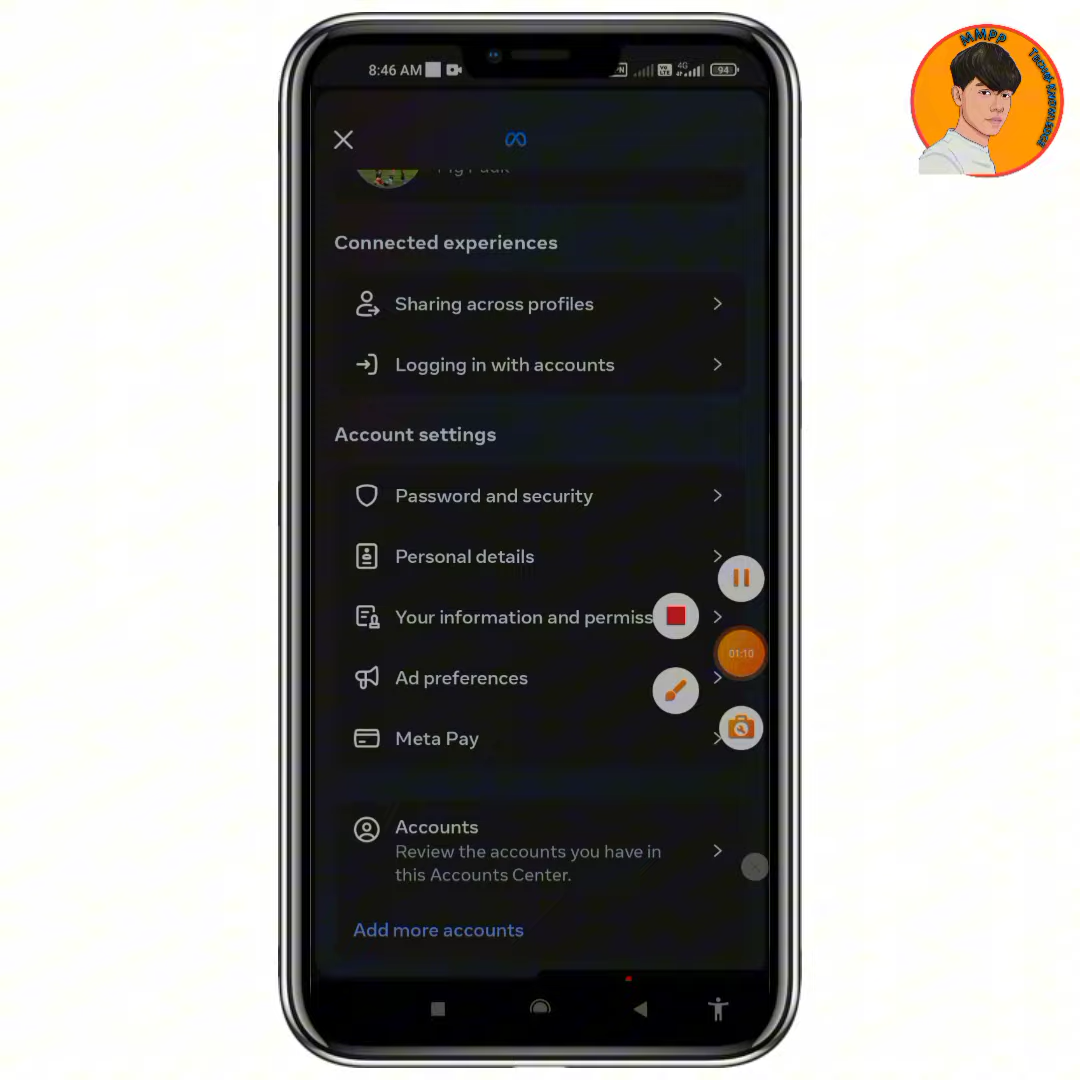 MMPP
8:46 AM
4G
94
Connected experiences
Sharing across profiles
Logging in with accounts
Account settings
Password and security
Personal details
Your information and permiss
01:10
Ad preferences
Meta Pay
Accounts
Review the accounts you have in
this Accounts Center.
Add more accounts